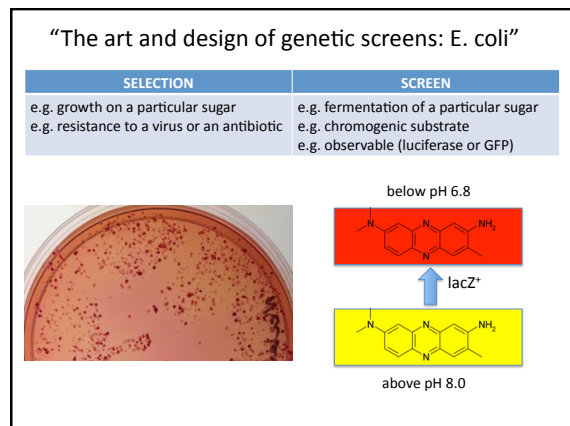 “The art and design of genetic screens: E. coli”
SELECTION
SCREEN
e.g. growth on a particular sugar
e.g. resistance to a virus or an antibiotic
e.g. fermentation of a particular sugar
e.g. chromogenic substrate
e.g. observable (luciferase or GFP)
below pH 6.8
N
N
NH2
N
lacZ+
N
N
NH2
N
above pH 8.0